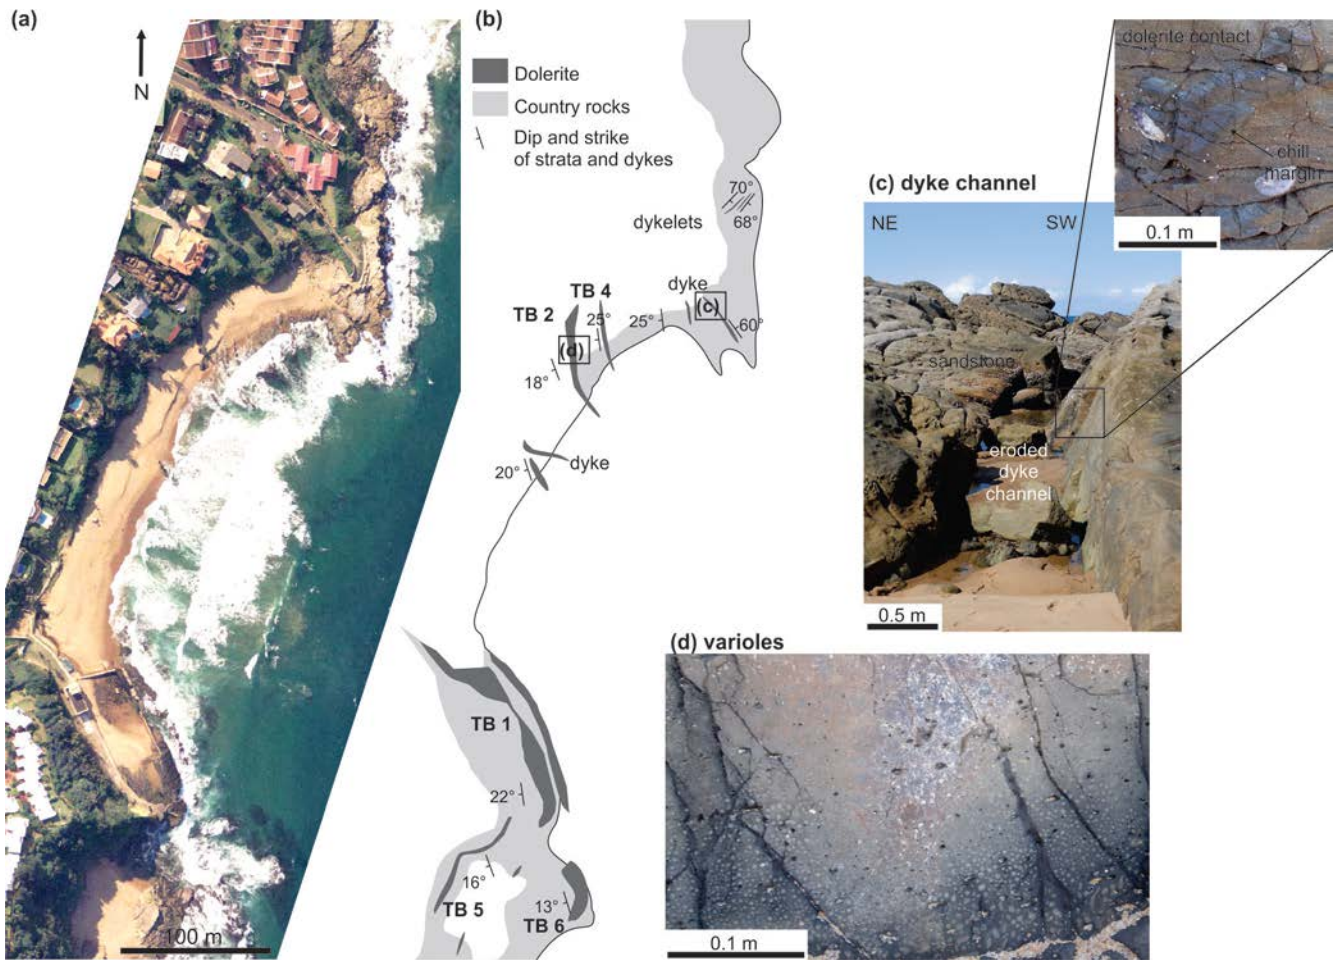 (a)
N
100 m
(b)
Dolerite
Country rocks
Dip and strike
of strata and dykes
70°
dykelets
68°
dyke
TB 4
TB 2
(c)
25°
25°
60°
(d)
18°
dyke
20°
TB 1
22°
16°
TB 5
13°
TB 6
(c) dyke channel
NE
SW
sandstone
eroded
dyke
channel
0.5 m
dolerite contact
chill
margin
0.1 m
(d) varioles
0.1 m